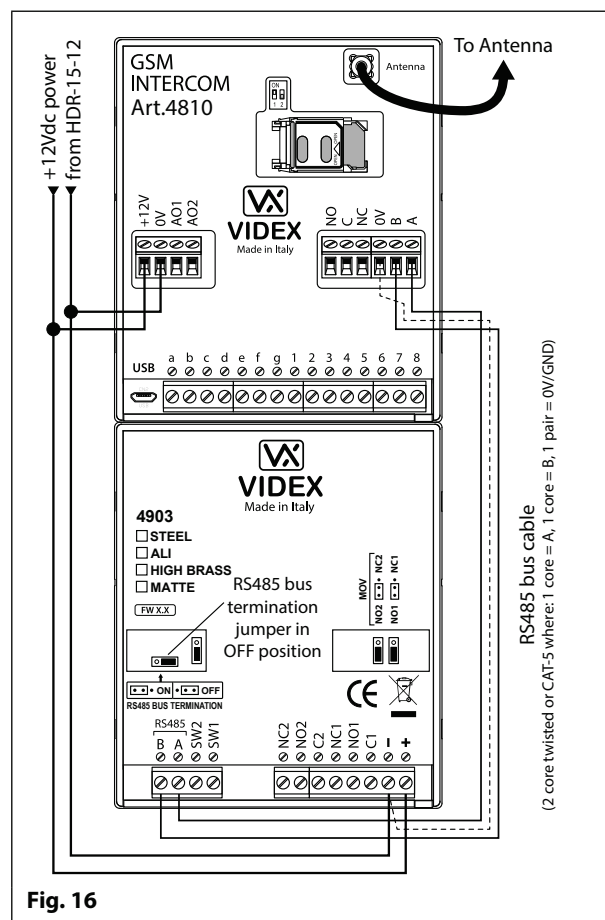 To Antenna
+12Vdc power
from HDR-15-12
GSM
INTERCOM
Art.4810
Antenna
ON
1 2
VX
VIDEX
Made in Italy
+12V
0V
AO1
AO2
NO
C
NC
0V
B
A
USB
a b c d e f g 1 2 3 4 5 6 7 8
VX
VIDEX
Made in Italy
4903
STEEL
ALI
HIGH BRASS
MATTE
FW X.X
RS485 bus
termination
jumper in
OFF position
MOV
NO2 NC2
NO1 NC1
ON OFF
RS485 BUS TERMINATION
CE
RS485
B
A
SW2
SW1
NC2
NO2
C2
NC1
NO1
C1
–
+
RS485 bus cable
(2 core twisted or CAT-5 where: 1 core = A, 1 core = B, 1 pair = 0V/GND)
Fig. 16